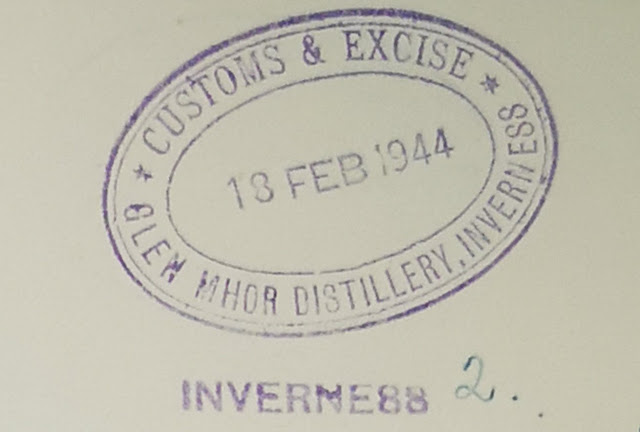 * CUSTOMS & EXCISE *
18 FEB 1944
GLEN MHOR DISTILLERY, INVERNESS
INVERNESS 2.